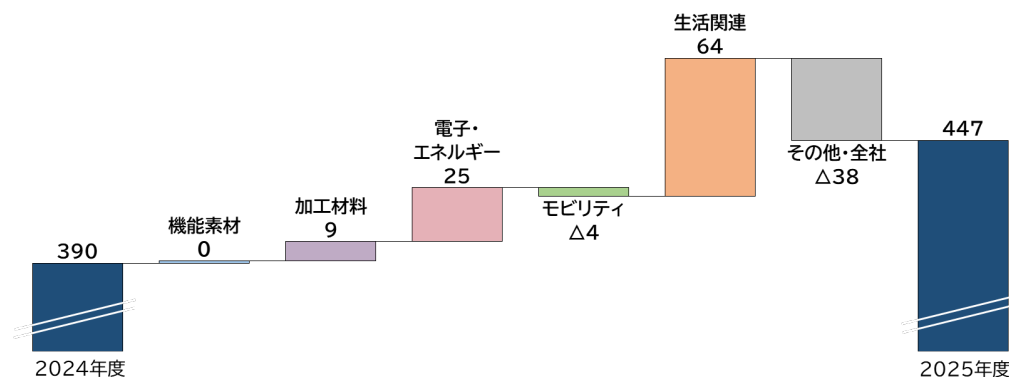 390
2024年度
機能素材
0
加工材料
9
電子・
エネルギー
25
モビリティ
△4
生活関連
64
その他・全社
△38
447
2025年度